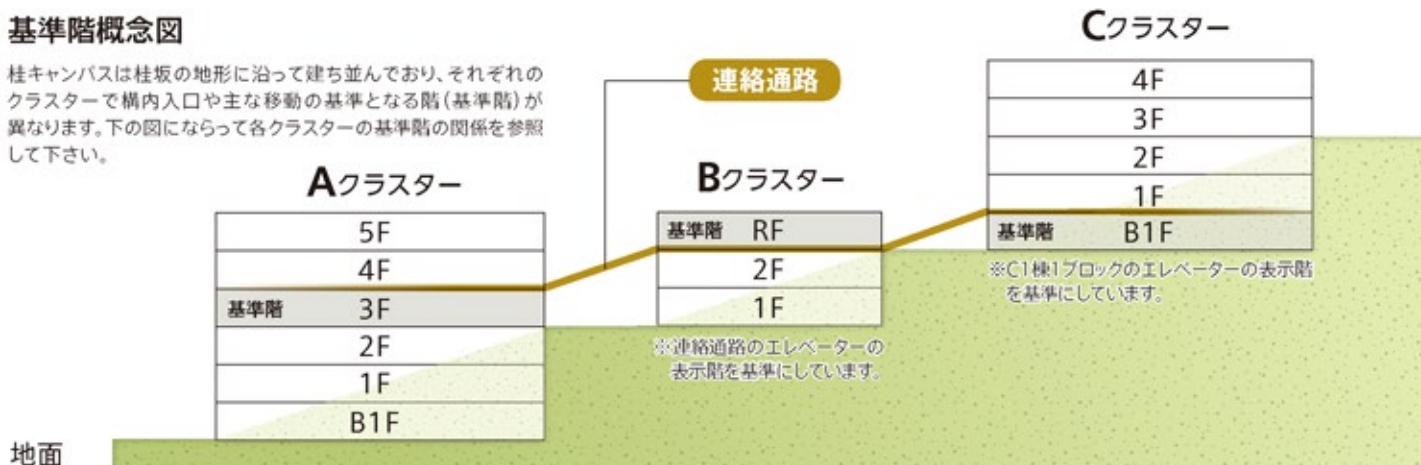 基準階概念図
桂キャンパスは桂坂の地形に沿って建ち並んでおり、それぞれの
クラスターで構内入口や主な移動の基準となる階(基準階)が
異なります。下の図にならって各クラスターの基準階の関係を参照
して下さい。
連絡通路
Aクラスター
5F
4F
基準階 3F
2F
1F
B1F
Bクラスター
基準階 RF
2F
1F
※連絡通路のエレベーターの
表示階を基準にしています。
Cクラスター
4F
3F
2F
1F
基準階 B1F
※C1棟1ブロックのエレベーターの表示階
を基準にしています。
地面